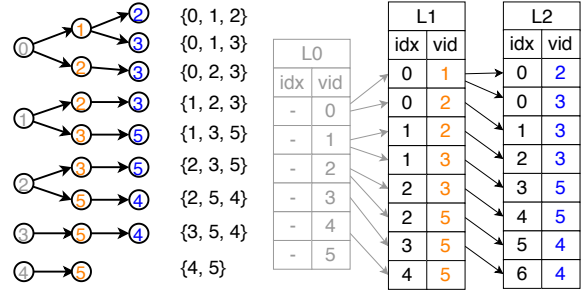 2 {0, 1, 2}
1
3 {0, 1, 3}
0
2 3 {0, 2, 3}
2 3 {1, 2, 3}
1
3 5 {1, 3, 5}
3 5 {2, 3, 5}
2
5 4 {2, 5, 4}
3 5 4 {3, 5, 4}
4 5 {4, 5}
L0
idx vid
- 0
- 1
- 2
- 3
- 4
- 5
L1
idx vid
0 1
0 2
1 2
1 3
2 3
2 5
3 5
4 5
L2
idx vid
0 2
0 3
1 3
2 3
3 5
4 5
5 4
6 4